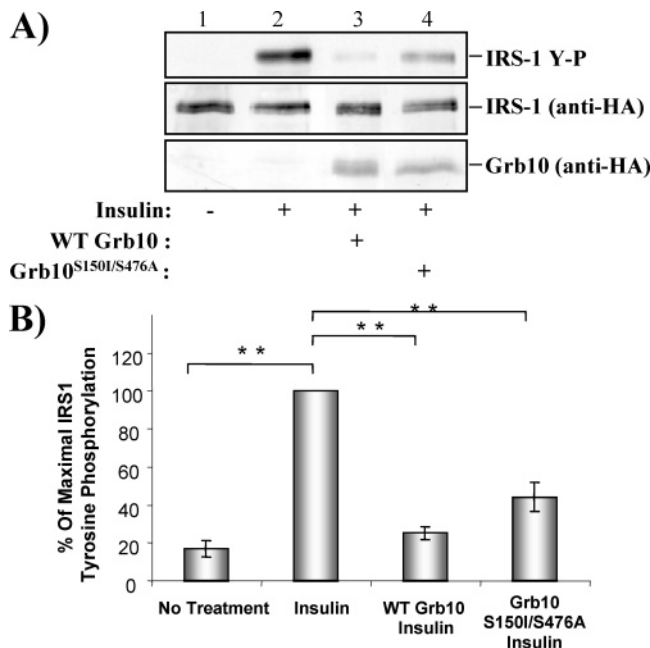 A)
1 2 3 4
IRS-1 Y-P
IRS-1 (anti-HA)
Grb10 (anti-HA)
Insulin: - + + +
WT Grb10 : +
Grb10S150I/S476A : +
B)
% Of Maximal IRS1
Tyrosine Phosphorylation
120
100
80
60
40
20
0
* *
* *
* *
No Treatment
Insulin
WT Grb10
Insulin
Grb10
S150I/S476A
Insulin